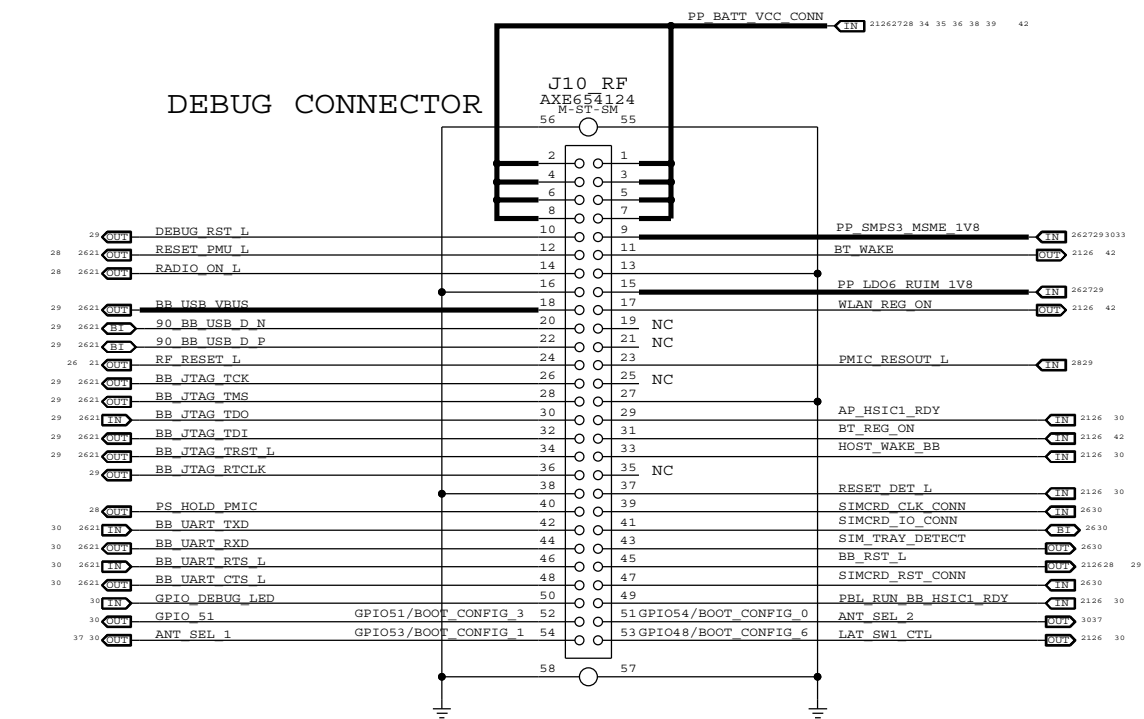 PP_BATT_VCC_CONN
IN 21262728 34 35 36 38 39 42
J10_RF
DEBUG CONNECTOR
AXE654124
M-ST-SM
56 55
2 1
4 3
6 5
8 7
29 OUT DEBUG_RST_L 10 9 PP_SMPS3_MSME_1V8 IN 2627293033
28 2621 OUT RESET_PMU_L 12 11 BT_WAKE OUT 2126 42
28 2621 OUT RADIO_ON_L 14 13
16 15 PP_LDO6_RUIM_1V8 IN 262729
29 2621 OUT BB_USB_VBUS 18 17 WLAN_REG_ON OUT 2126 42
29 2621 BI 90_BB_USB_D_N 20 19 NC
29 2621 BI 90_BB_USB_D_P 22 21 NC
26 21 OUT RF_RESET_L 24 23 PMIC_RESOUT_L IN 2829
29 2621 OUT BB_JTAG_TCK 26 25 NC
29 2621 OUT BB_JTAG_TMS 28 27
29 2621 IN BB_JTAG_TDO 30 29 AP_HSIC1_RDY IN 2126 30
29 2621 OUT BB_JTAG_TDI 32 31 BT_REG_ON IN 2126 42
29 2621 OUT BB_JTAG_TRST_L 34 33 HOST_WAKE_BB IN 2126 30
29 OUT BB_JTAG_RTCLK 36 35 NC
38 37 RESET_DET_L IN 2126 30
28 OUT PS_HOLD_PMIC 40 39 SIMCRD_CLK_CONN IN 2630
30 2621 IN BB_UART_TXD 42 41 SIMCRD_IO_CONN BI 2630
30 2621 OUT BB_UART_RXD 44 43 SIM_TRAY_DETECT OUT 2630
30 2621 IN BB_UART_RTS_L 46 45 BB_RST_L OUT 212628 29
30 2621 OUT BB_UART_CTS_L 48 47 SIMCRD_RST_CONN IN 2630
30 IN GPIO_DEBUG_LED 50 49 PBL_RUN_BB_HSIC1_RDY IN 2126 30
30 OUT GPIO_51 GPIO51/BOOT_CONFIG_3 52 51 GPIO54/BOOT_CONFIG_0 ANT_SEL_2 OUT 3037
37 30 OUT ANT_SEL_1 GPIO53/BOOT_CONFIG_1 54 53 GPIO48/BOOT_CONFIG_6 LAT_SW1_CTL OUT 2126 30
58 57